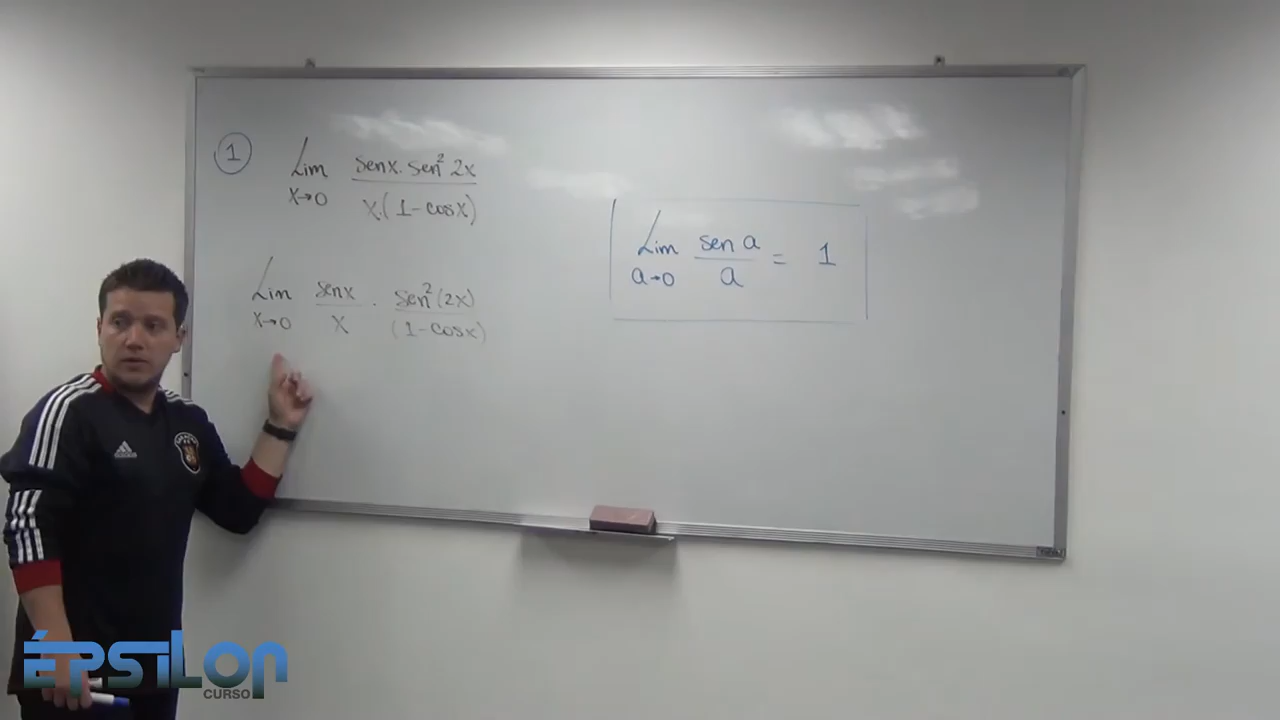 1
Lim senx.sen² 2x
x→0 x.(1-cosx)
Lim senx . sen²(2x)
x→0 x (1-cosx)
Lim sen a = 1
a→0 a
adidas
ÉPSILON
CURSO